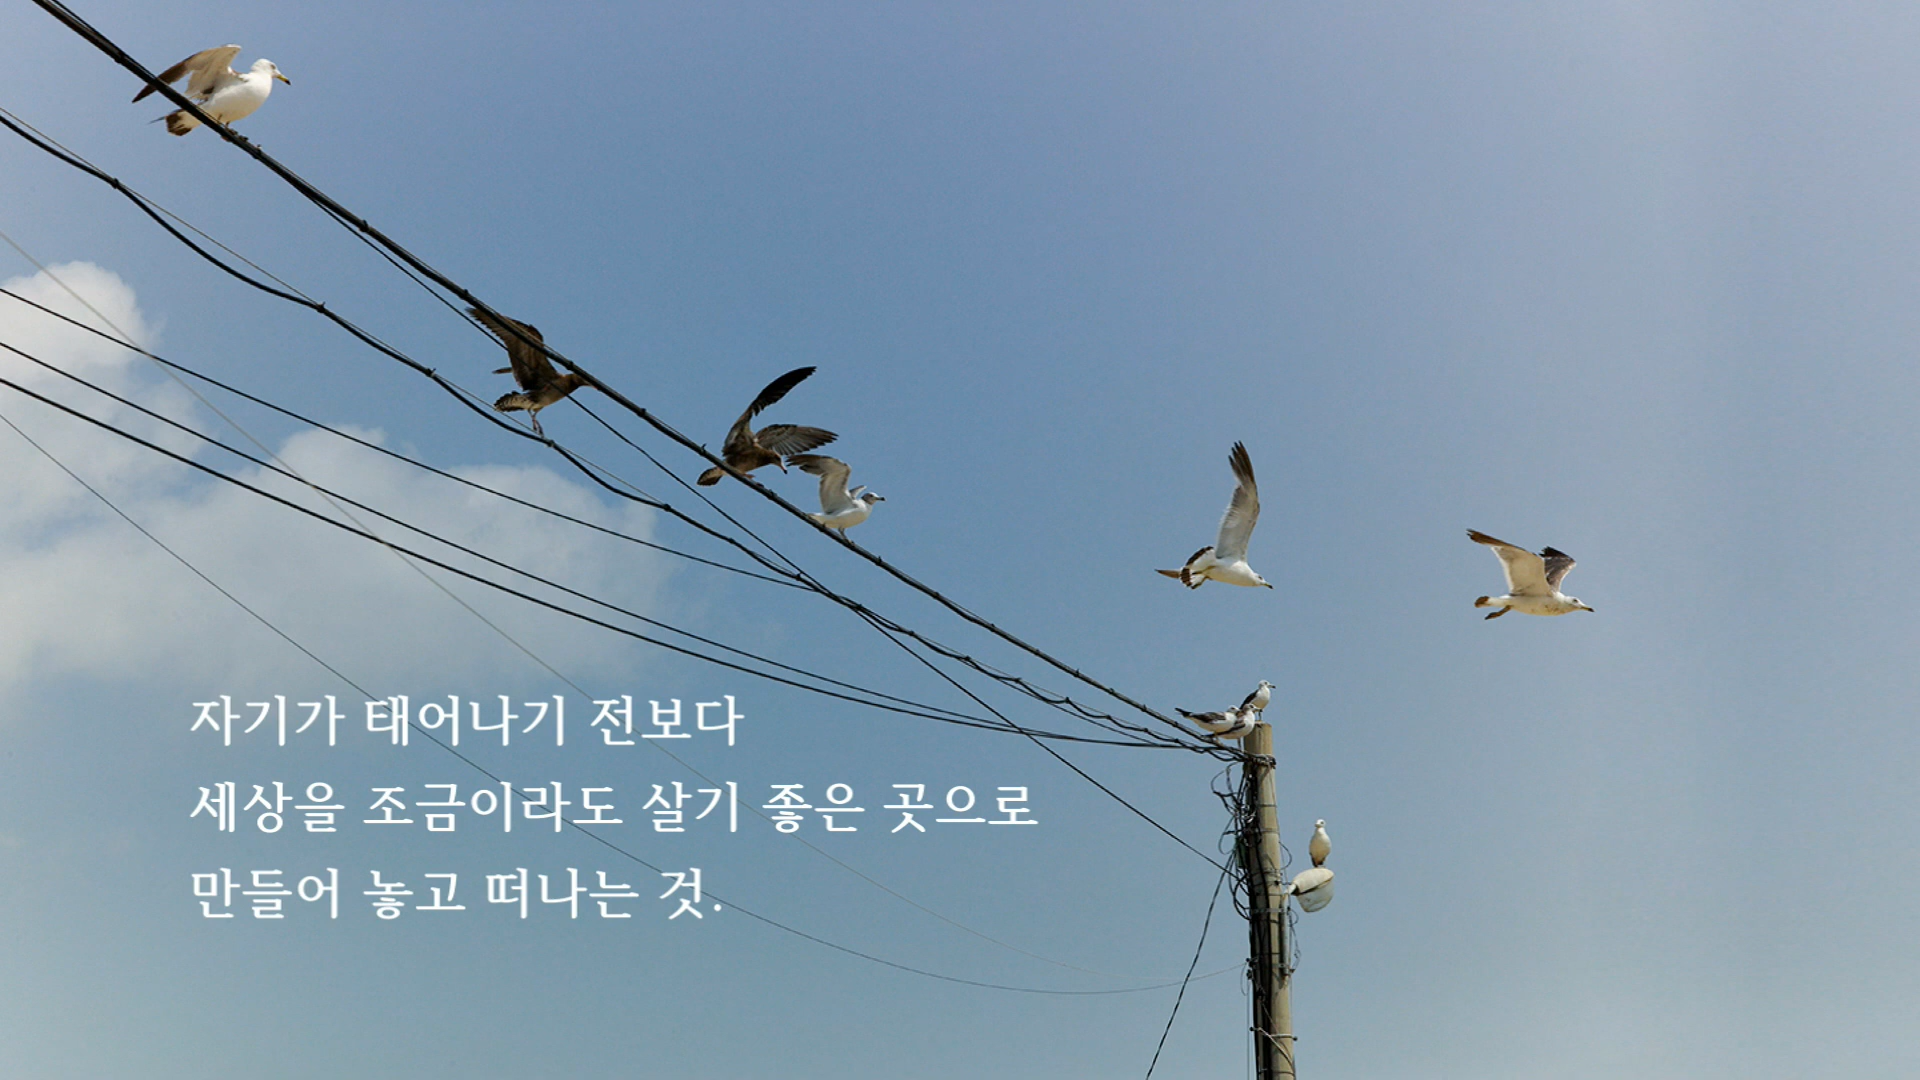 자기가 태어나기 전보다
세상을 조금이라도 살기 좋은 곳으로
만들어 놓고 떠나는 것.